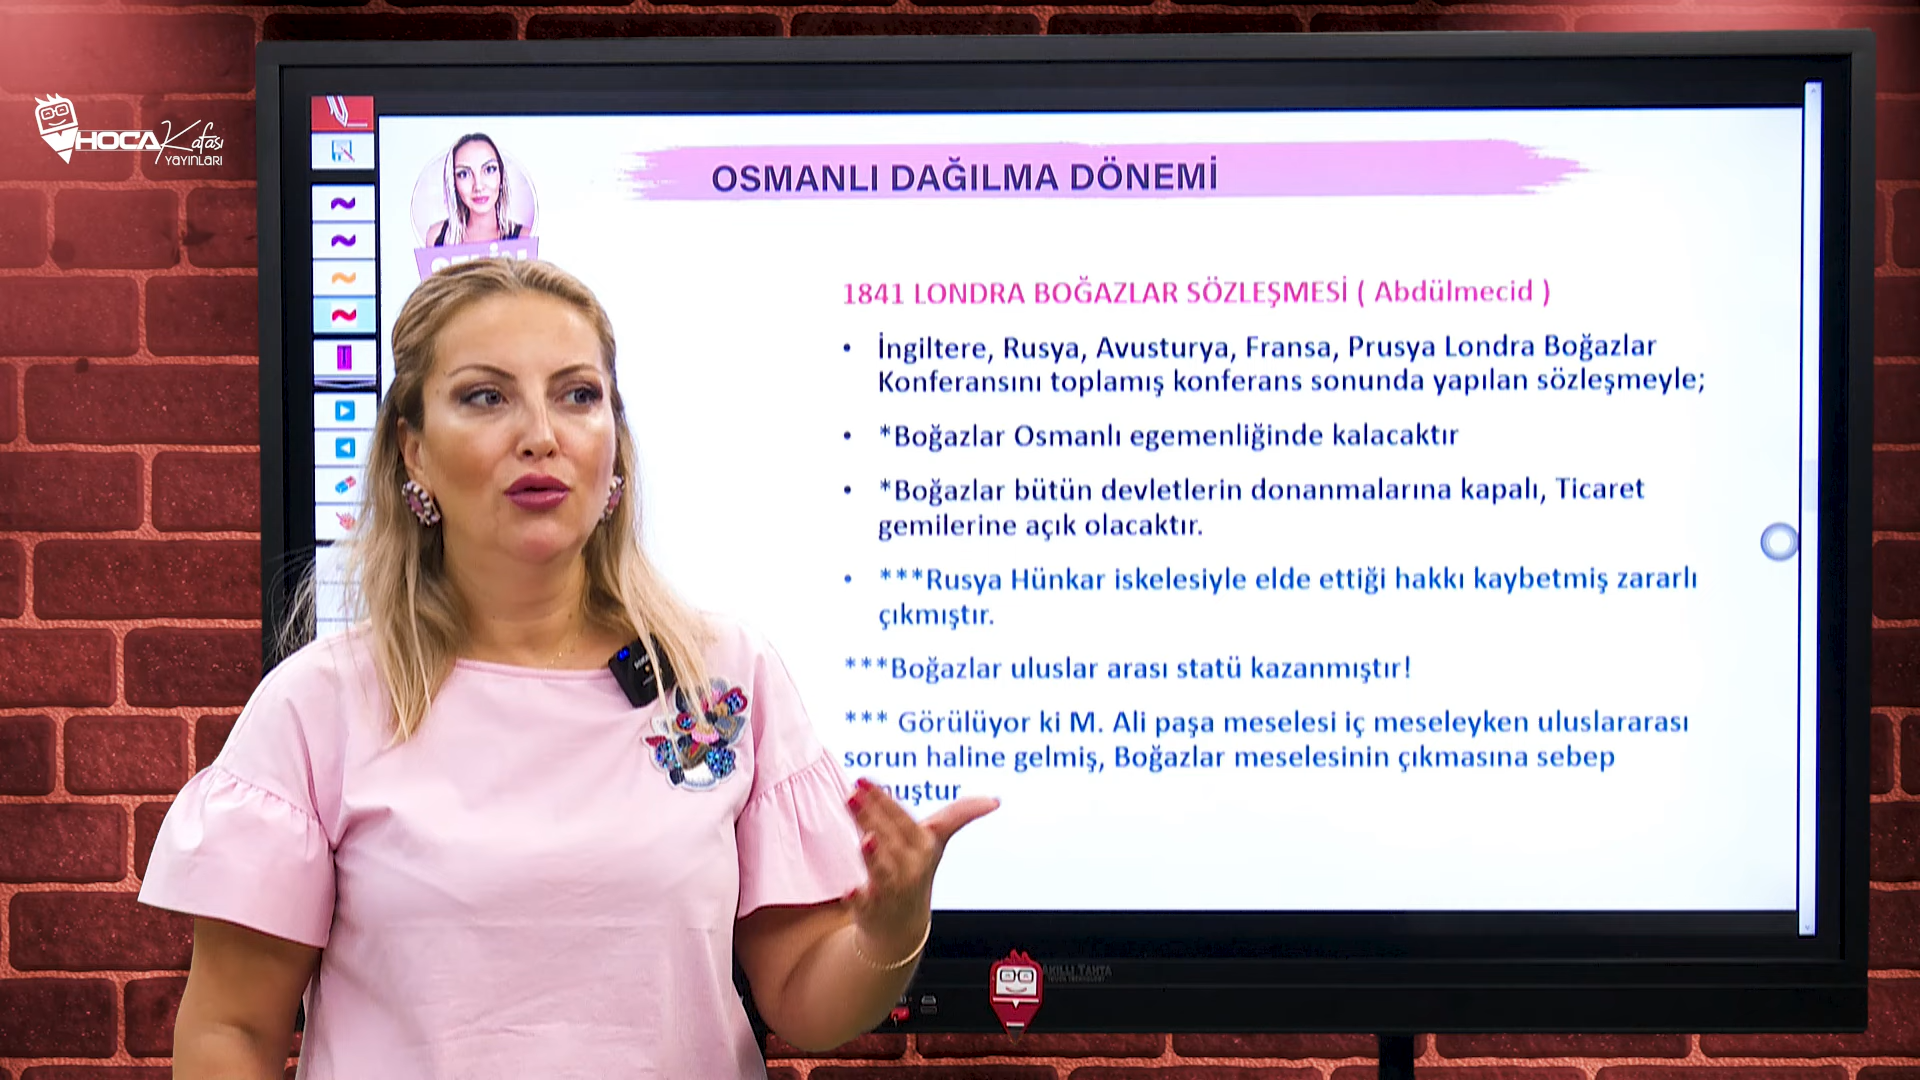 HOCA Kafası
YAYINLARI
OSMANLI DAĞILMA DÖNEMİ
1841 LONDRA BOĞAZLAR SÖZLEŞMESİ ( Abdülmecid )
• İngiltere, Rusya, Avusturya, Fransa, Prusya Londra Boğazlar
Konferansını toplamış konferans sonunda yapılan sözleşmeyle;
• *Boğazlar Osmanlı egemenliğinde kalacaktır
• *Boğazlar bütün devletlerin donanmalarına kapalı, Ticaret
gemilerine açık olacaktır.
• ***Rusya Hünkar iskelesiyle elde ettiği hakkı kaybetmiş zararlı
çıkmıştır.
***Boğazlar uluslar arası statü kazanmıştır!
*** Görülüyor ki M. Ali paşa meselesi iç meseleyken uluslararası
sorun haline gelmiş, Boğazlar meselesinin çıkmasına sebep
AKILLI TAHTA